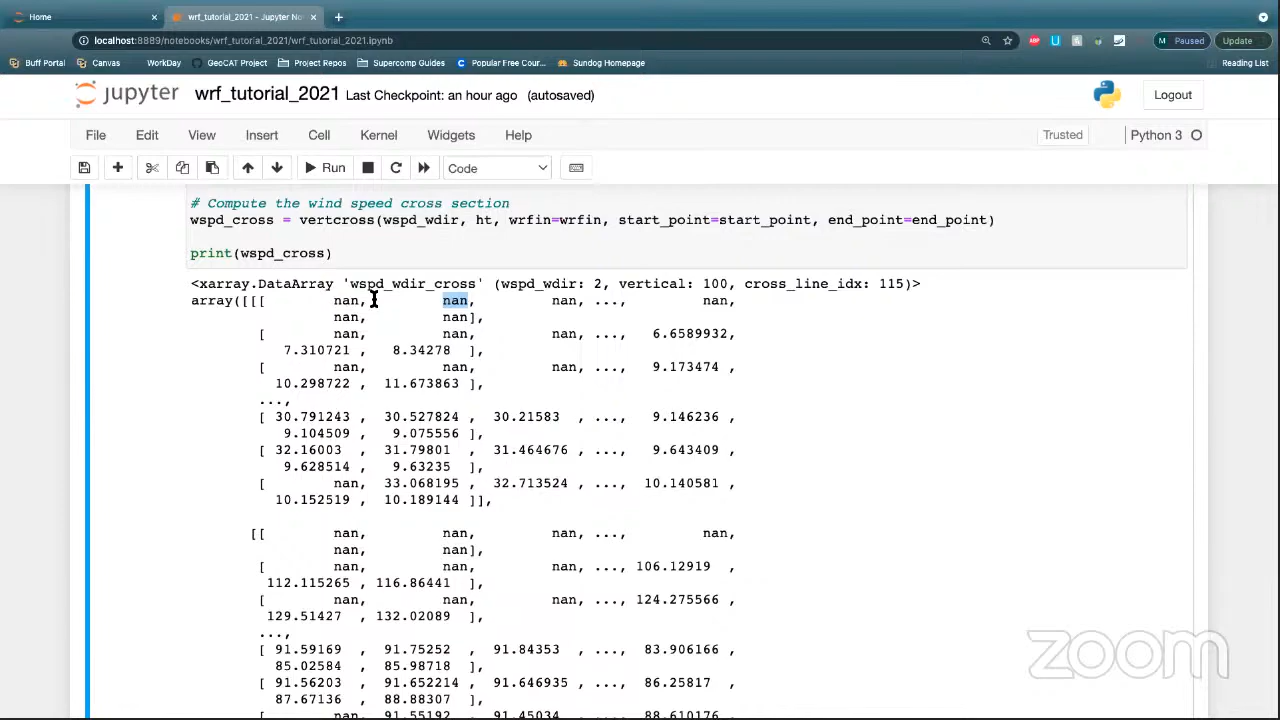 Home
wrf_tutorial_2021 - Jupyter No
localhost:8889/notebooks/wrf_tutorial_2021/wrf_tutorial_2021.ipynb
M Paused
Update
Buff Portal
Canvas
WorkDay
GeoCAT Project
Project Repos
Supercomp Guides
Popular Free Cour...
Sundog Homepage
Reading List
jupyter wrf_tutorial_2021 Last Checkpoint: an hour ago (autosaved)
Logout
File Edit View Insert Cell Kernel Widgets Help
Trusted
Python 3
Run
Code
# Compute the wind speed cross section
wspd_cross = vertcross(wspd_wdir, ht, wrfin=wrfin, start_point=start_point, end_point=end_point)
print(wspd_cross)
<xarray.DataArray 'wspd_wdir_cross' (wspd_wdir: 2, vertical: 100, cross_line_idx: 115)>
array([[[ nan, nan, nan, ..., nan,
nan, nan],
[ nan, nan, nan, ..., 6.6589932,
7.310721 , 8.34278 ],
[ nan, nan, nan, ..., 9.173474 ,
10.298722 , 11.673863 ],
...,
[ 30.791243 , 30.527824 , 30.21583 , ..., 9.146236 ,
9.104509 , 9.075556 ],
[ 32.16003 , 31.79801 , 31.464676 , ..., 9.643409 ,
9.628514 , 9.63235 ],
[ nan, 33.068195 , 32.713524 , ..., 10.140581 ,
10.152519 , 10.189144 ]],
[[ nan, nan, nan, ..., nan,
nan, nan],
[ nan, nan, nan, ..., 106.12919 ,
112.115265 , 116.86441 ],
[ nan, nan, nan, ..., 124.275566 ,
129.51427 , 132.02089 ],
...,
[ 91.59169 , 91.75252 , 91.84353 , ..., 83.906166 ,
85.02584 , 85.98718 ],
[ 91.56203 , 91.652214 , 91.646935 , ..., 86.25817 ,
87.67136 , 88.88307 ],
[ nan, 91.55192 , 91.45034 , ..., 88.610176 ,
zoom